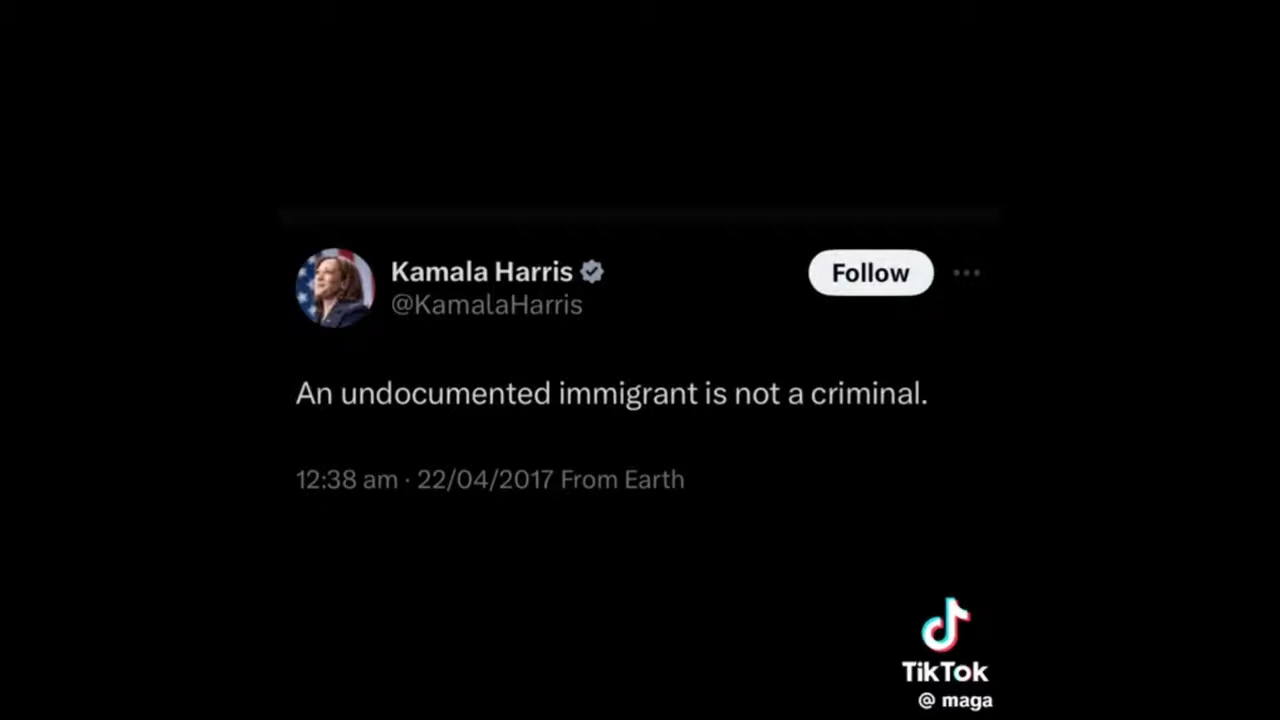 Kamala Harris
Follow
@KamalaHarris
An undocumented immigrant is not a criminal.
12:38 am · 22/04/2017 From Earth
TikTok
@ maga